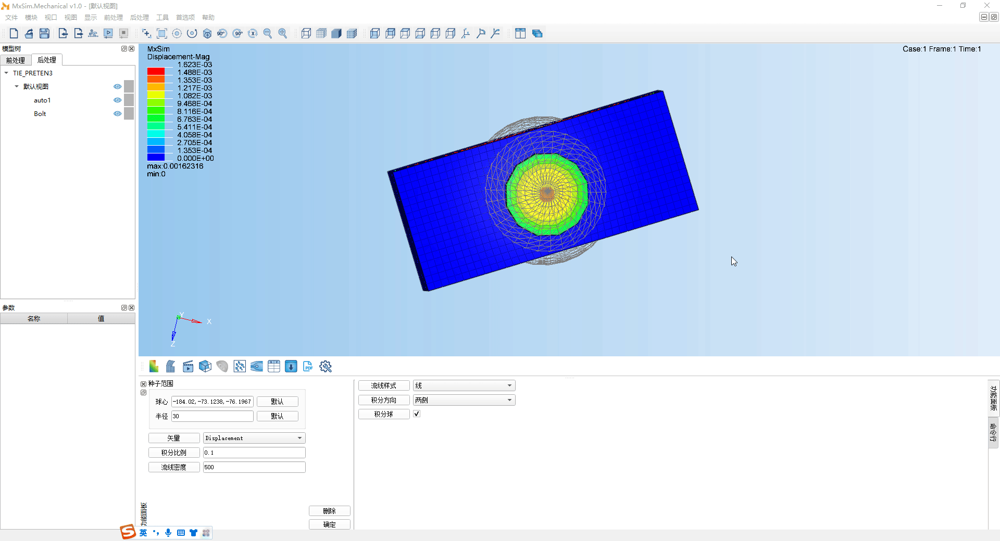 MxSim.Mechanical v1.0 - [默认视图]
文件 模块 视口 视图 显示 前处理 后处理 工具 首选项 帮助
90° 90° X
模型树
前处理 后处理
TIE_PRETEN3
默认视图
auto1
Bolt
参数
名称 值
MxSim
Displacement-Mag
1.623E-03
1.488E-03
1.353E-03
1.217E-03
1.082E-03
9.468E-04
8.116E-04
6.763E-04
5.411E-04
4.058E-04
2.705E-04
1.353E-04
0.000E+00
max:0.00162316
min:0
Case:1 Frame:1 Time:1
Y
X
Z
PDF
种子范围
球心 -184.02,-73.1238,-76.1967 默认
半径 30 默认
矢量 Displacement
积分比例 0.1
流线密度 500
删除
确定
流线样式 线
积分方向 两侧
积分球
功能面板
命令行
功能面板
S 英